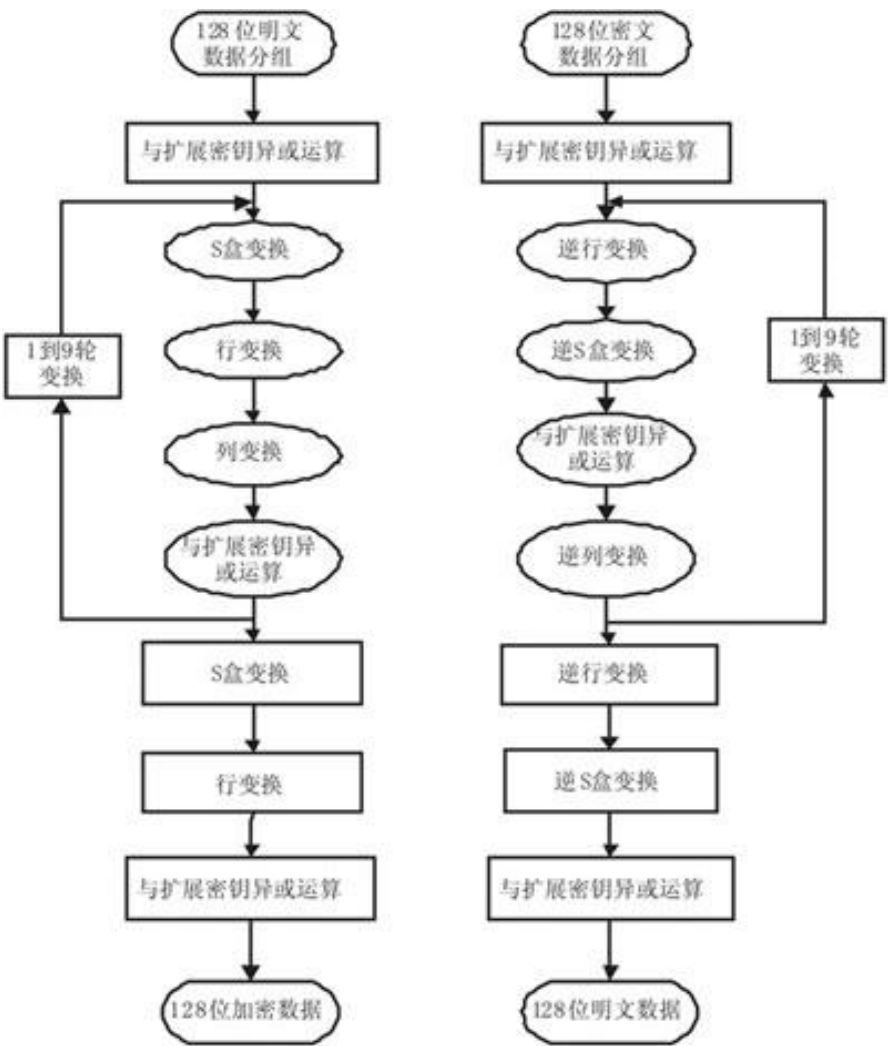 128位明文
数据分组
与扩展密钥异或运算
S盒变换
行变换
1到9轮
变换
列变换
与扩展密钥异
或运算
S盒变换
行变换
与扩展密钥异或运算
128位加密数据
128位密文
数据分组
与扩展密钥异或运算
逆行变换
逆S盒变换
1到9轮
变换
与扩展密钥异
或运算
逆列变换
逆行变换
逆S盒变换
与扩展密钥异或运算
128位明文数据